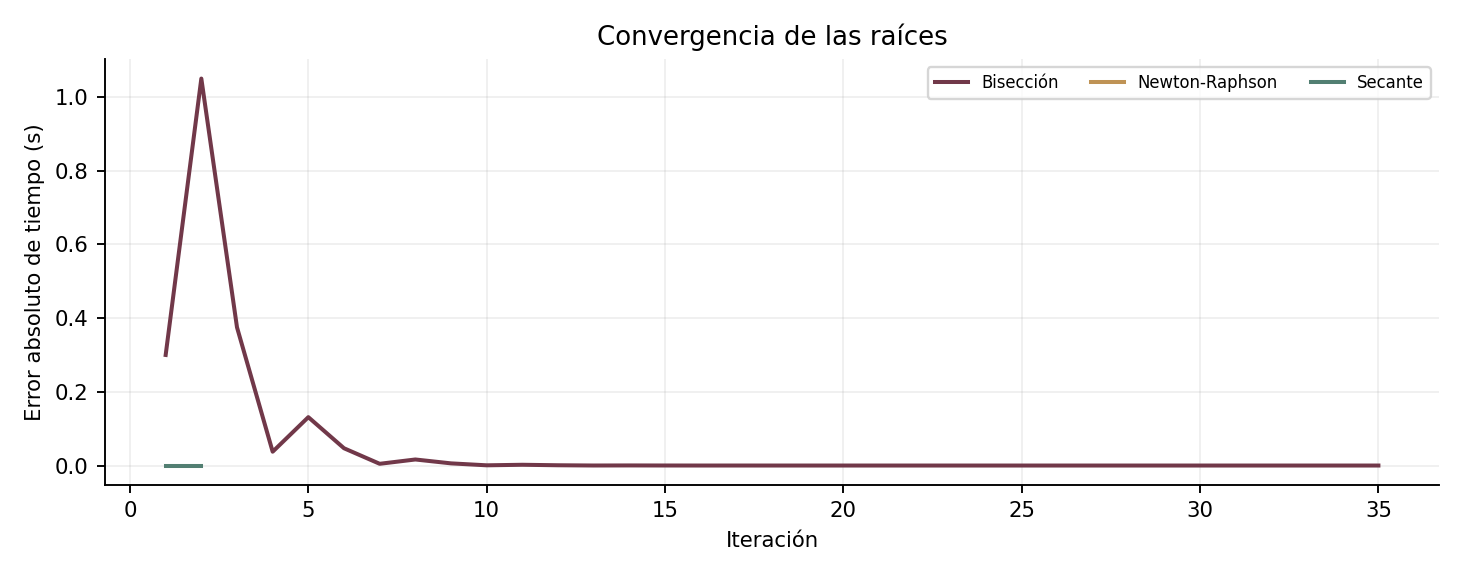 Convergencia de las raíces
Bisección
Newton-Raphson
Secante
Error absoluto de tiempo (s)
1.0
0.8
0.6
0.4
0.2
0.0
0 5 10 15 20 25 30 35
Iteración